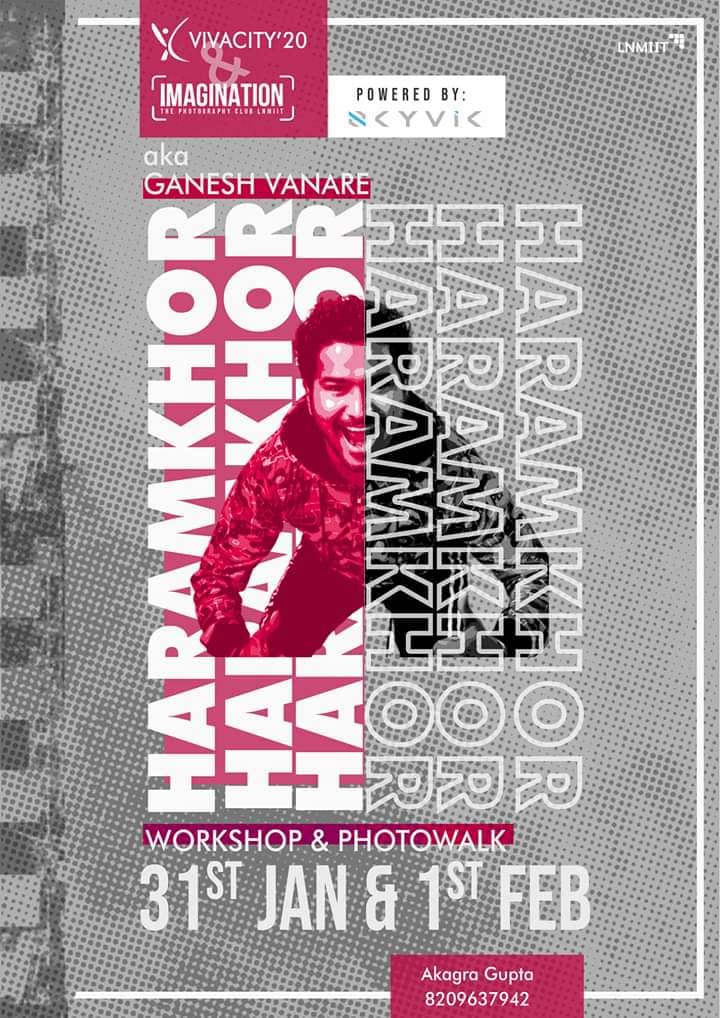 VIVACITY'20
&
IMAGINATION
THE PHOTOGRAPHY CLUB LNMIIT
LNMIIT
POWERED BY:
SKYVIK
aka
GANESH VANARE
HARAMKHOR
HARAMKHOR
HARAMKHOR
HARAMKHOR
HARAMKHOR
HARAMKHOR
WORKSHOP & PHOTOWALK
31ST JAN & 1ST FEB
Akagra Gupta
8209637942